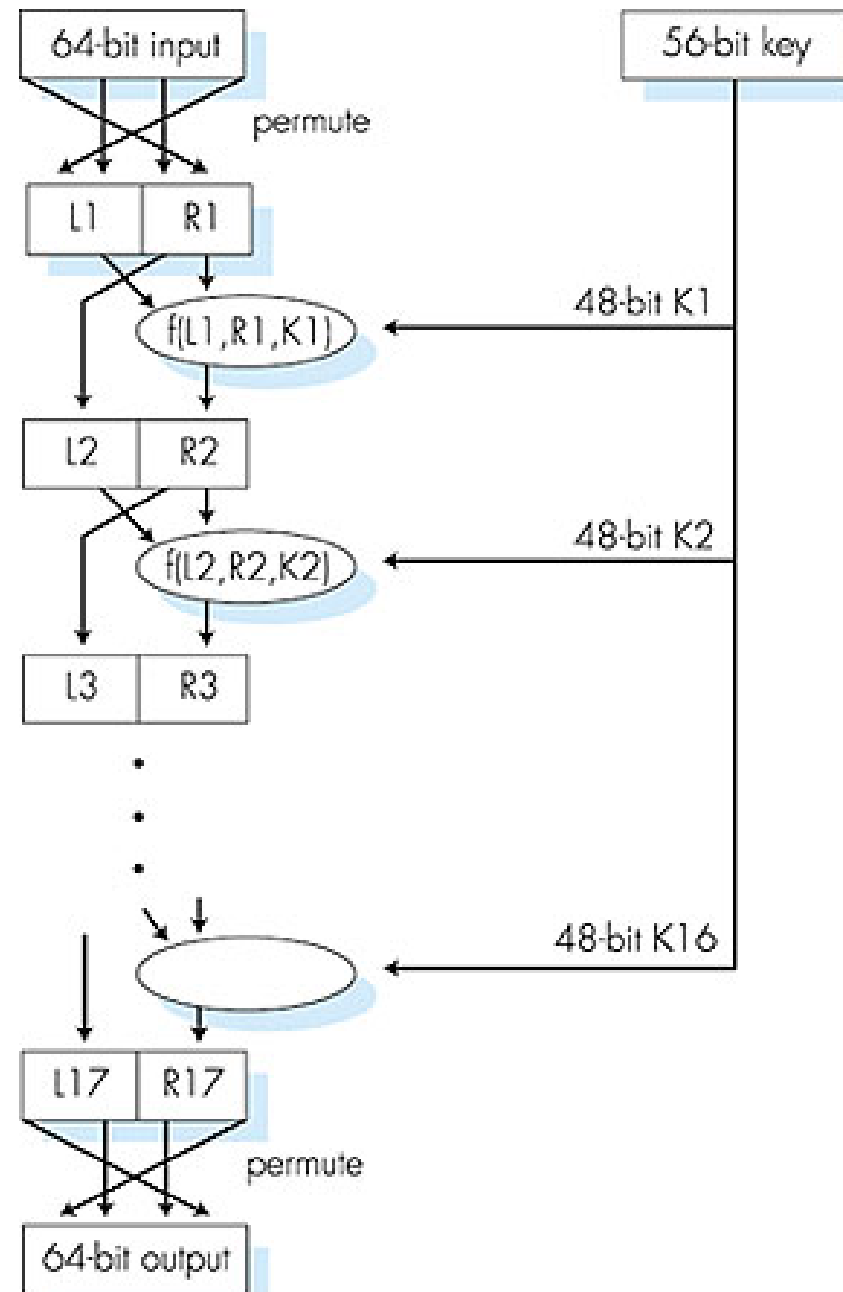 64-bit input
56-bit key
permute
L1 R1
48-bit K1
f(L1,R1,K1)
L2 R2
48-bit K2
f(L2,R2,K2)
L3 R3
48-bit K16
L17 R17
permute
64-bit output